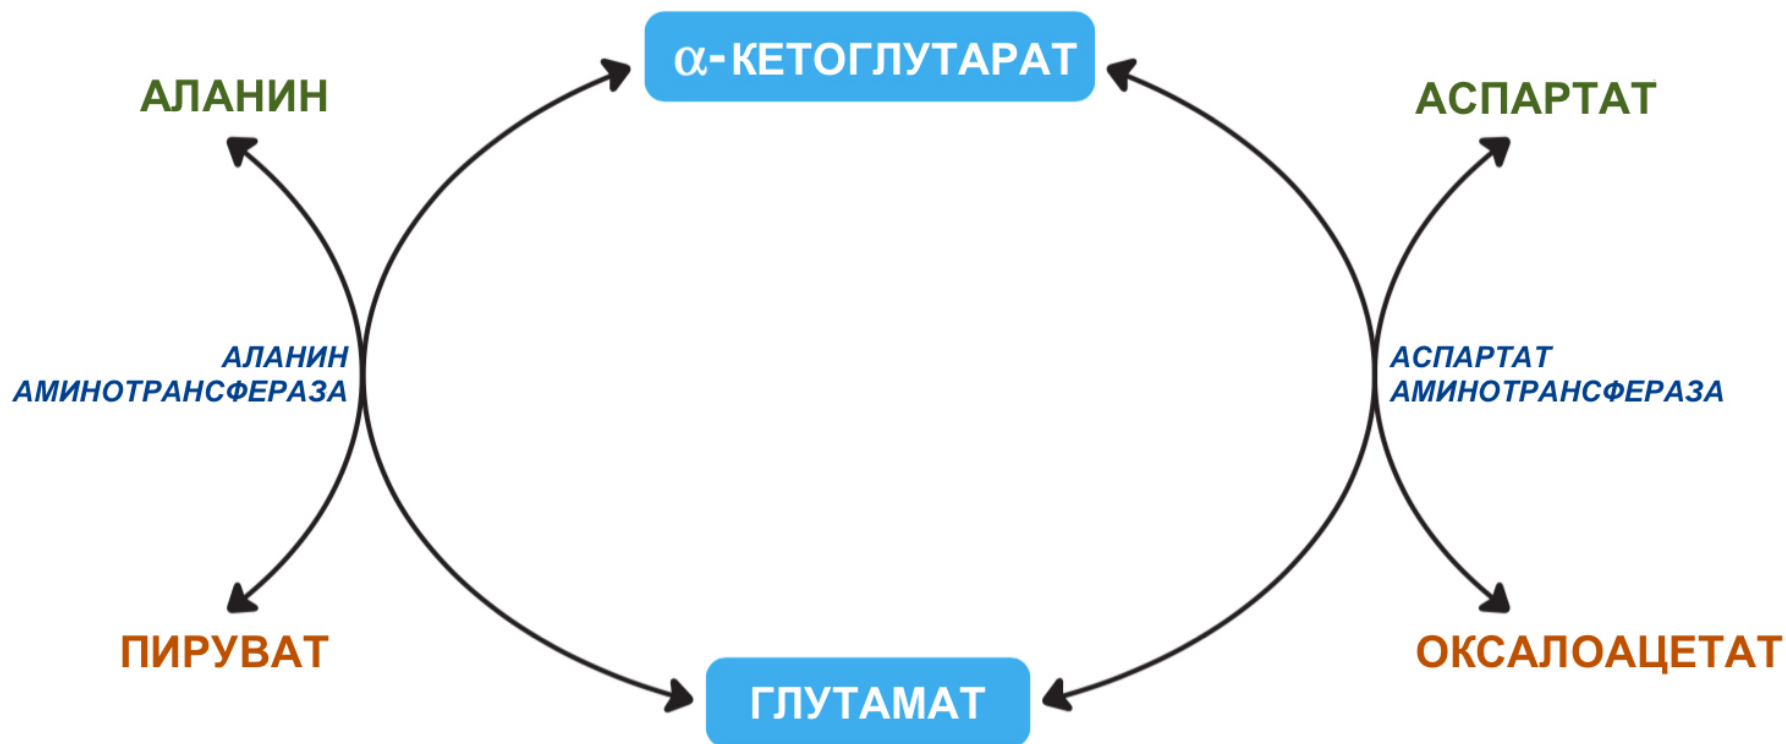 α-КЕТОГЛУТАРАТ
АЛАНИН
АСПАРТАТ
АЛАНИН
АМИНОТРАНСФЕРАЗА
АСПАРТАТ
АМИНОТРАНСФЕРАЗА
ПИРУВАТ
ОКСАЛОАЦЕТАТ
ГЛУТАМАТ